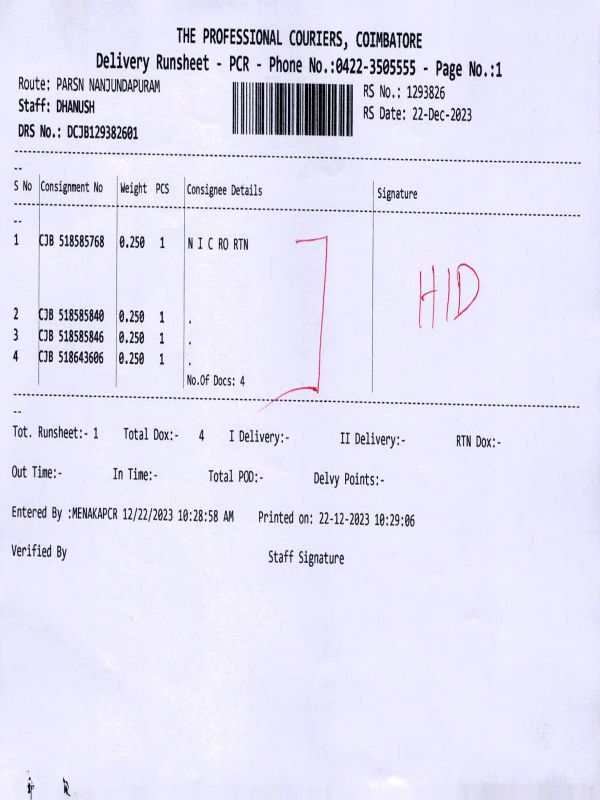 THE PROFESSIONAL COURIERS, COIMBATORE
Delivery Runsheet - PCR - Phone No.:0422-3505555 - Page No.:1
Route: PARSN NANJUNDAPURAM
RS No.: 1293826
Staff: DHANUSH
RS Date: 22-Dec-2023
DRS No.: DCJB129382601
S No Consignment No Weight PCS Consignee Details Signature
1 CJB 518585768 0.250 1 N I C RO RTN
HID
2 CJB 518585840 0.250 1 .
3 CJB 518585846 0.250 1 .
4 CJB 518643606 0.250 1 .
No.Of Docs: 4
Tot. Runsheet:- 1 Total Dox:- 4 I Delivery:- II Delivery:- RTN Dox:-
Out Time:- In Time:- Total POD:- Delvy Points:-
Entered By :MENAKAPCR 12/22/2023 10:28:58 AM Printed on: 22-12-2023 10:29:06
Verified By Staff Signature